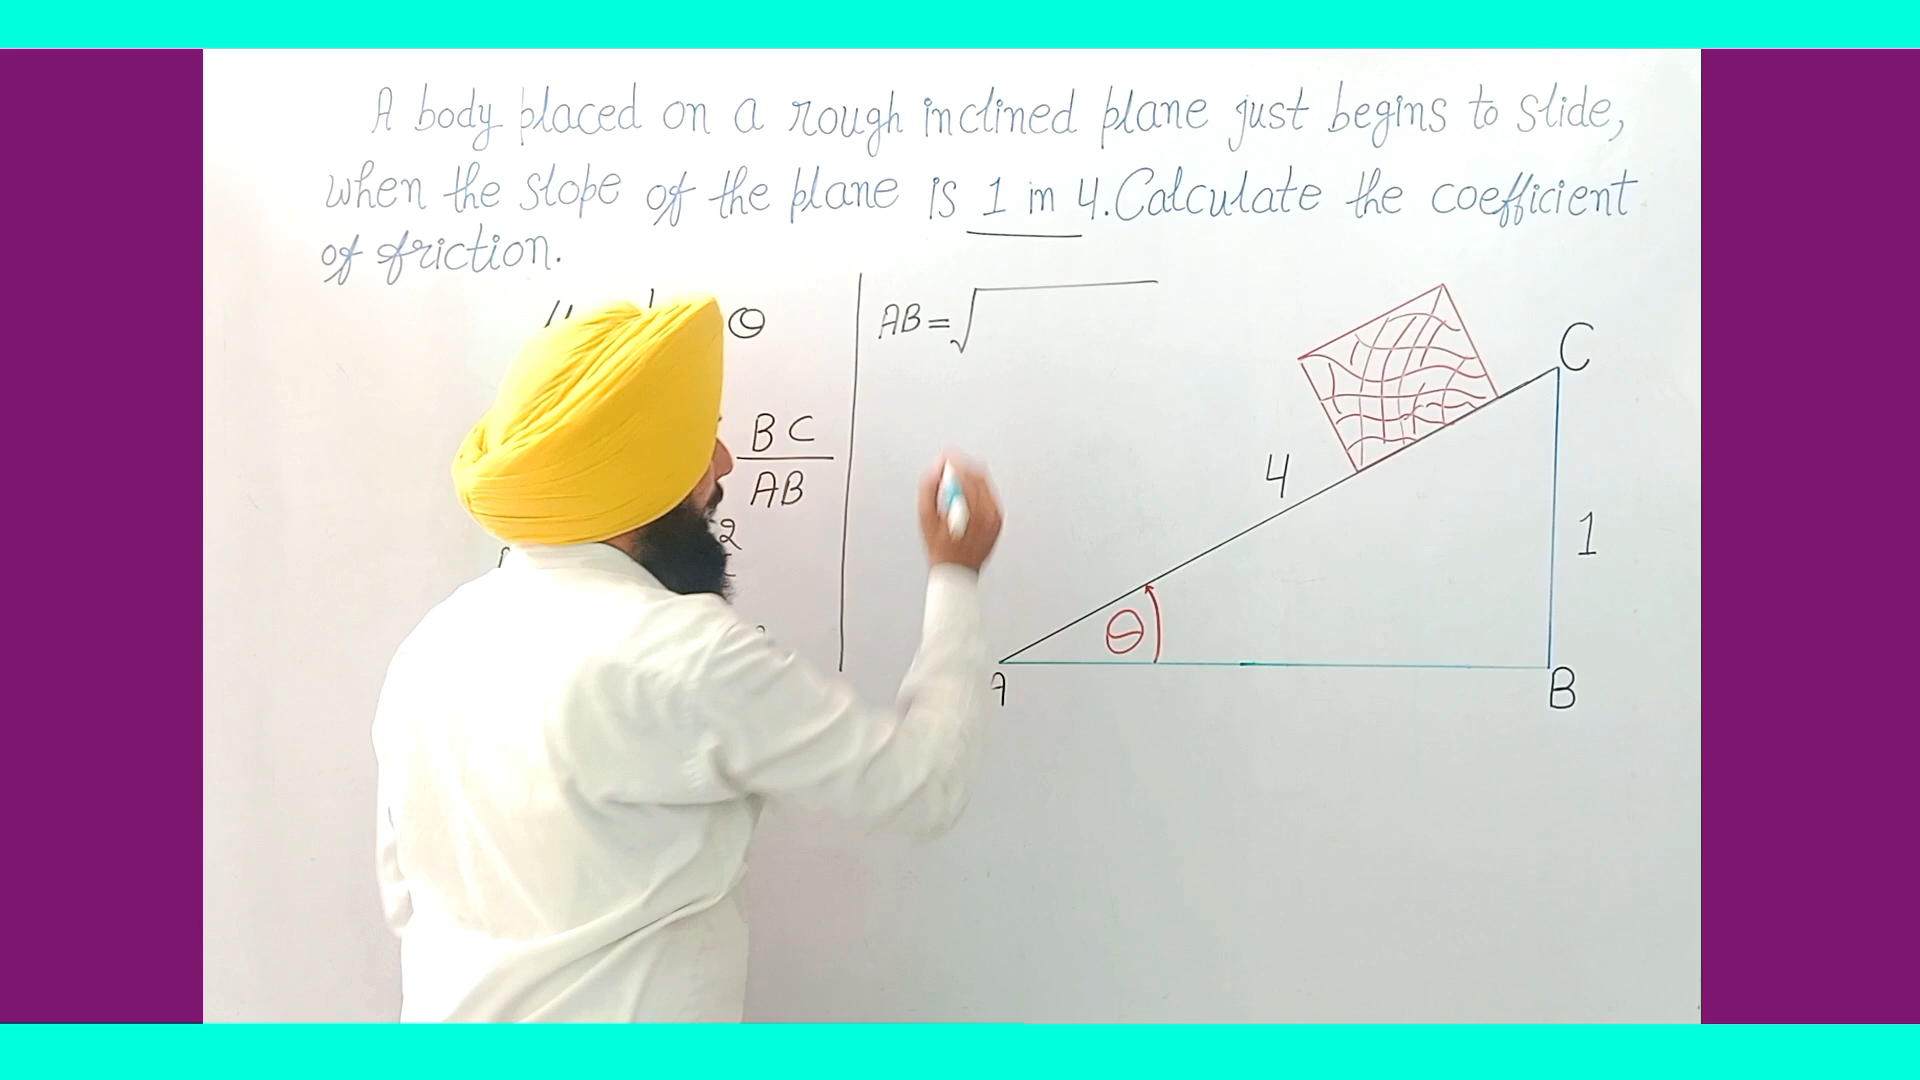 A body placed on a rough inclined plane just begins to slide,
when the slope of the plane is 1 in 4. Calculate the coefficient
of friction.
θ
BC
AB
2
AB = √
4
C
1
θ
A
B